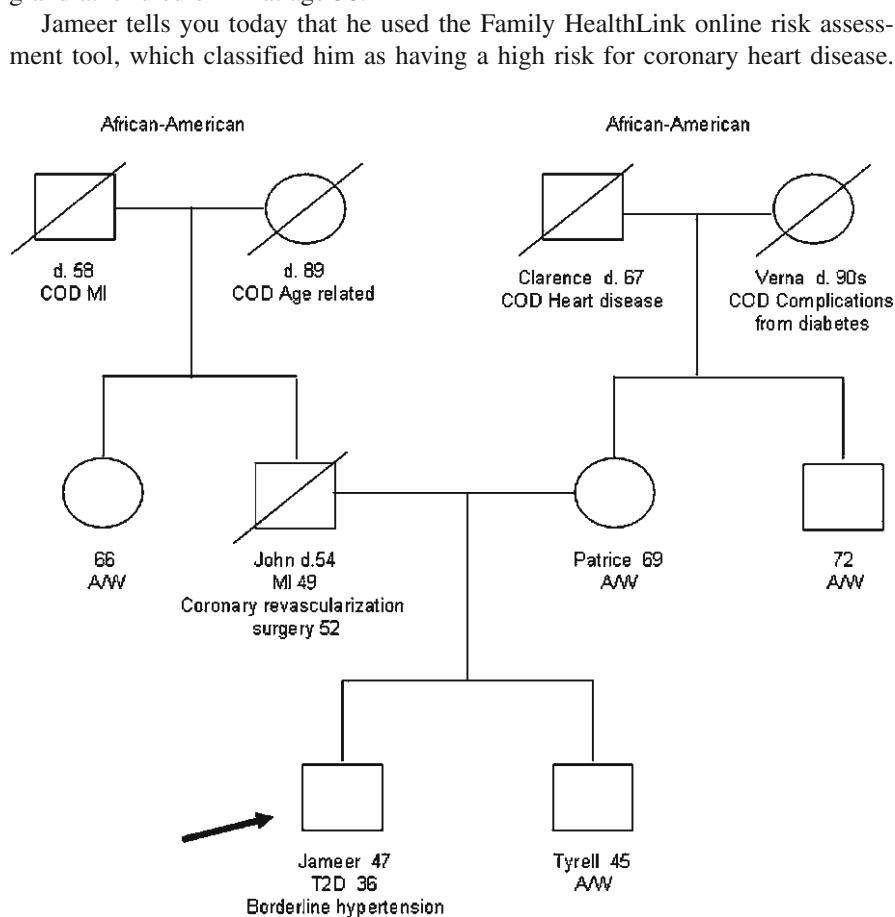 Jameer tells you today that he used the Family HealthLink online risk assess-
ment tool, which classified him as having a high risk for coronary heart disease.
African-American
African-American
d. 58
COD MI
d. 89
COD Age related
Clarence d. 67
COD Heart disease
Verna d. 90s
COD Complications
from diabetes
66
A/W
John d.54
MI 49
Coronary revascularization
surgery 52
Patrice 69
A/W
72
A/W
Jameer 47
T2D 36
Borderline hypertension
Tyrell 45
A/W